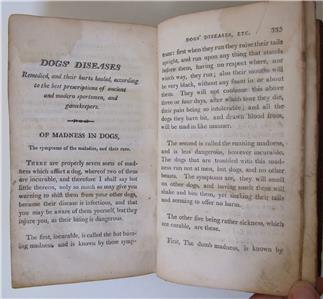 DOGS' DISEASES
Remedied, and their hurts healed, according
to the best prescriptions of ancient
and modern sportsmen, and
gamekeepers.
OF MADNESS IN DOGS,
The symptoms of the maladies, and their cure.
THERE are properly seven sorts of mad-
ness which affect a dog, whereof two of them
are incurable, and therefore I shall say but
little thereon, only so much as may give you
warning to shift them from your other dogs,
because their disease is infectious, and that
you may be aware of them yourself, lest they
injure you, as their biting is dangerous.
The first, incurable, is called the hot burn-
ing madness, and is known by these symp-
DOGS' DISEASES, ETC. 333
toms: first when they run they raise their tails
upright, and run upon any thing that stands
before them, having no respect where, nor
which way, they run; also their mouths will
be very black, without any foam in or about
them. They will not continue this above
three or four days, after which time they die,
their pain being so intolerable; and all the
dogs they have bit, and drawn blood from,
will be mad in like manner.
The second is called the running madness,
and is less dangerous, however incurable.
The dogs that are troubled with this mad-
ness run not at men, but dogs, and no other
beasts. The symptoms are, they will smell
on other dogs, and having smelt them will
shake and bite them, yet seeking their tails
and seeming to offer no harm.
The other five being rather sickness, which
are curable, are these.
First, The dumb madness, is known by